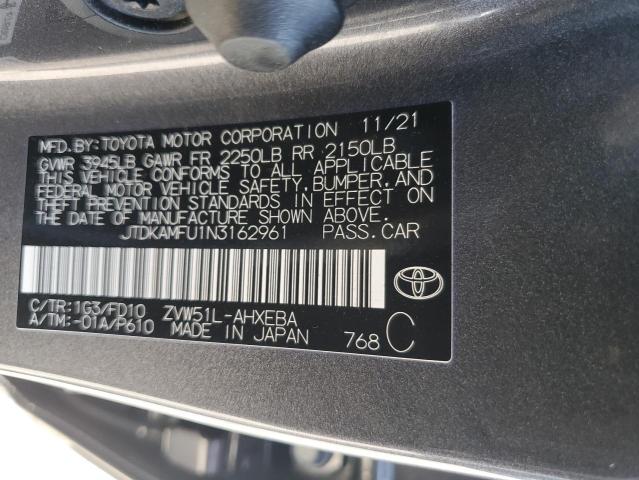 MFD.BY:TOYOTA MOTOR CORPORATION 11/21
GVWR 3945LB GAWR FR 2250LB RR 2150LB
THIS VEHICLE CONFORMS TO ALL APPLICABLE
FEDERAL MOTOR VEHICLE SAFETY,BUMPER,AND
THEFT PREVENTION STANDARDS IN EFFECT ON
THE DATE OF MANUFACTURE SHOWN ABOVE.
JTDKAMFU1N3162961 PASS.CAR
C/TR:1G3/FD10 ZVW51L-AHXEBA
A/TM:-01A/P610 MADE IN JAPAN 768 C